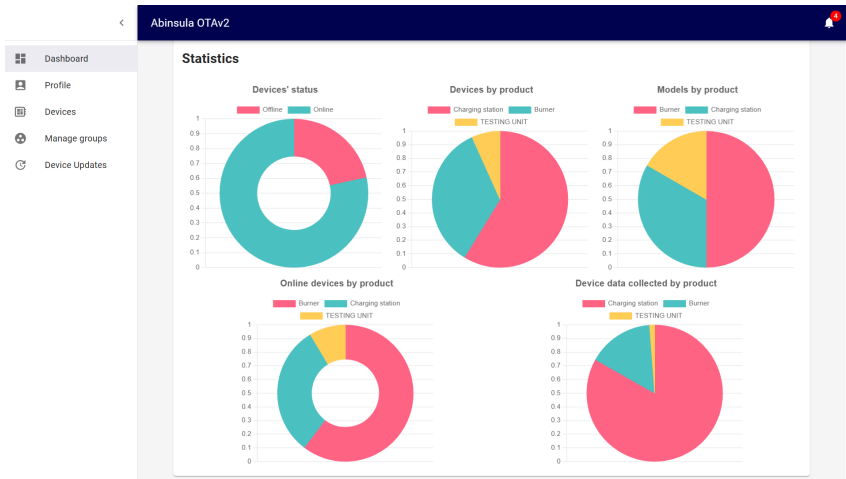 Abinsula OTAv2
4
Dashboard
Profile
Devices
Manage groups
Device Updates
Statistics
Devices' status
Offline Online
1
0.9
0.8
0.7
0.6
0.5
0.4
0.3
0.2
0.1
0
Devices by product
Charging station Burner
TESTING UNIT
1
0.9
0.8
0.7
0.6
0.5
0.4
0.3
0.2
0.1
0
Models by product
Burner Charging station
TESTING UNIT
1
0.9
0.8
0.7
0.6
0.5
0.4
0.3
0.2
0.1
0
Online devices by product
Burner Charging station
TESTING UNIT
1
0.9
0.8
0.7
0.6
0.5
0.4
0.3
0.2
0.1
0
Device data collected by product
Charging station Burner
TESTING UNIT
1
0.9
0.8
0.7
0.6
0.5
0.4
0.3
0.2
0.1
0